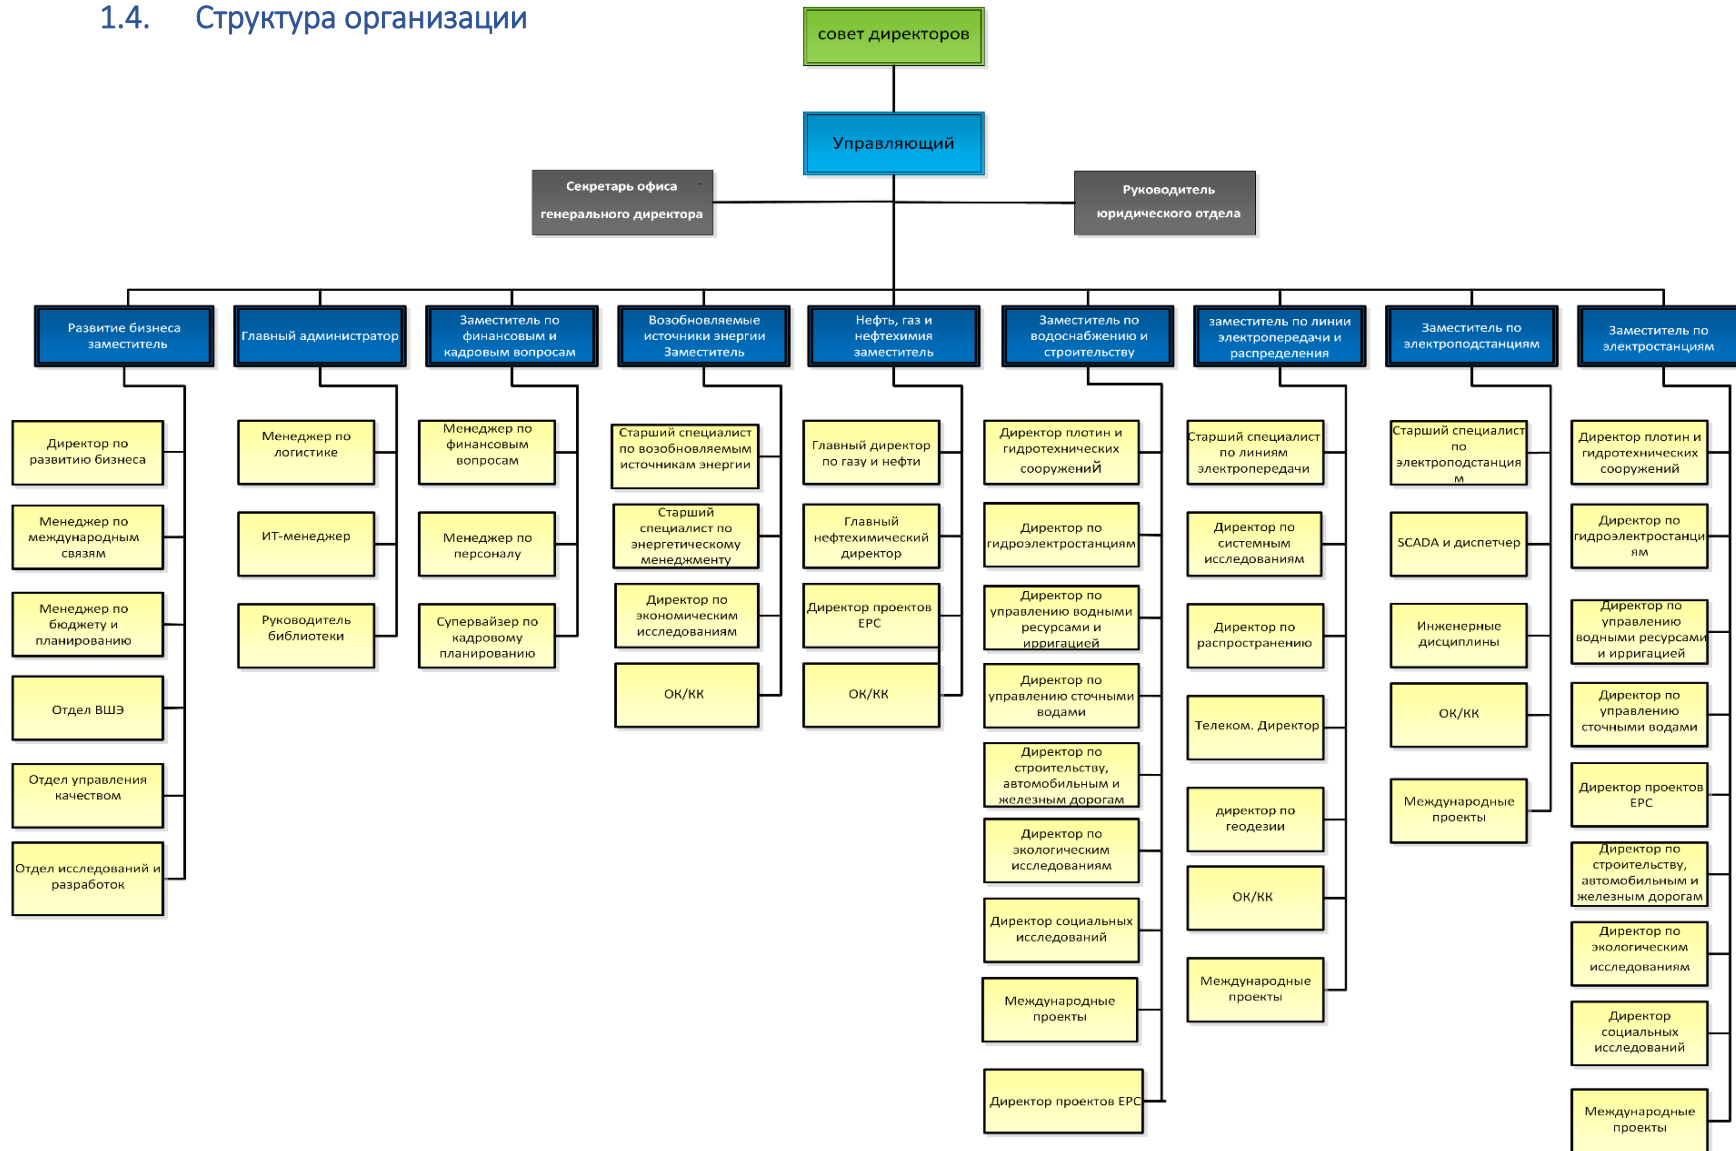 1.4. Структура организации
совет директоров
Управляющий
Секретарь офиса
генерального директора
Руководитель
юридического отдела
Развитие бизнеса
заместитель
Главный администратор
Заместитель по
финансовым и
кадровым вопросам
Возобновляемые
источники энергии
Заместитель
Нефть, газ и
нефтехимия
заместитель
Заместитель по
водоснабжению и
строительству
заместитель по линии
электропередачи и
распределения
Заместитель по
электроподстанциям
Заместитель по
электростанциям
Директор по
развитию бизнеса
Менеджер по
международным
связям
Менеджер по
бюджету и
планированию
Отдел ВШЭ
Отдел управления
качеством
Отдел исследований и
разработок
Менеджер по
логистике
ИТ-менеджер
Руководитель
библиотеки
Менеджер по
финансовым
вопросам
Менеджер по
персоналу
Супервайзер по
кадровому
планированию
Старший специалист
по возобновляемым
источникам энергии
Старший
специалист по
энергетическому
менеджменту
Директор по
экономическим
исследованиям
ОК/КК
Главный директор
по газу и нефти
Главный
нефтехимический
директор
Директор проектов
EPC
ОК/КК
Директор плотин и
гидротехнических
сооружений
Директор по
гидроэлектростанциям
Директор по
управлению водными
ресурсами и
ирригацией
Директор по
управлению сточными
водами
Директор по
строительству,
автомобильным и
железным дорогам
Директор по
экологическим
исследованиям
Директор социальных
исследований
Международные
проекты
Директор проектов EPC
Старший специалист
по линиям
электропередачи
Директор по
системным
исследованиям
Директор по
распространению
Телеком. Директор
директор по
геодезии
ОК/КК
Международные
проекты
Старший специалист
по
электроподстанция
м
SCADA и диспетчер
Инженерные
дисциплины
ОК/КК
Международные
проекты
Директор плотин и
гидротехнических
сооружений
Директор по
гидроэлектростанци
ям
Директор по
управлению
водными ресурсами
и ирригацией
Директор по
управлению
сточными водами
Директор проектов
EPC
Директор по
строительству,
автомобильным и
железным дорогам
Директор по
экологическим
исследованиям
Директор
социальных
исследований
Международные
проекты